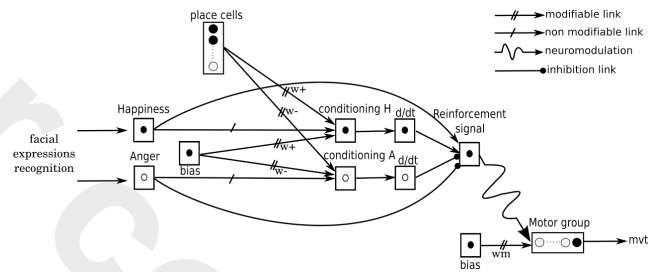 place cells
modifiable link
non modifiable link
neuromodulation
inhibition link
w+
w-
Happiness
conditioning H
d/dt
Reinforcement
signal
facial
expressions
recognition
w+
Anger
bias
w-
conditioning A
d/dt
Motor group
mvt
wm
bias